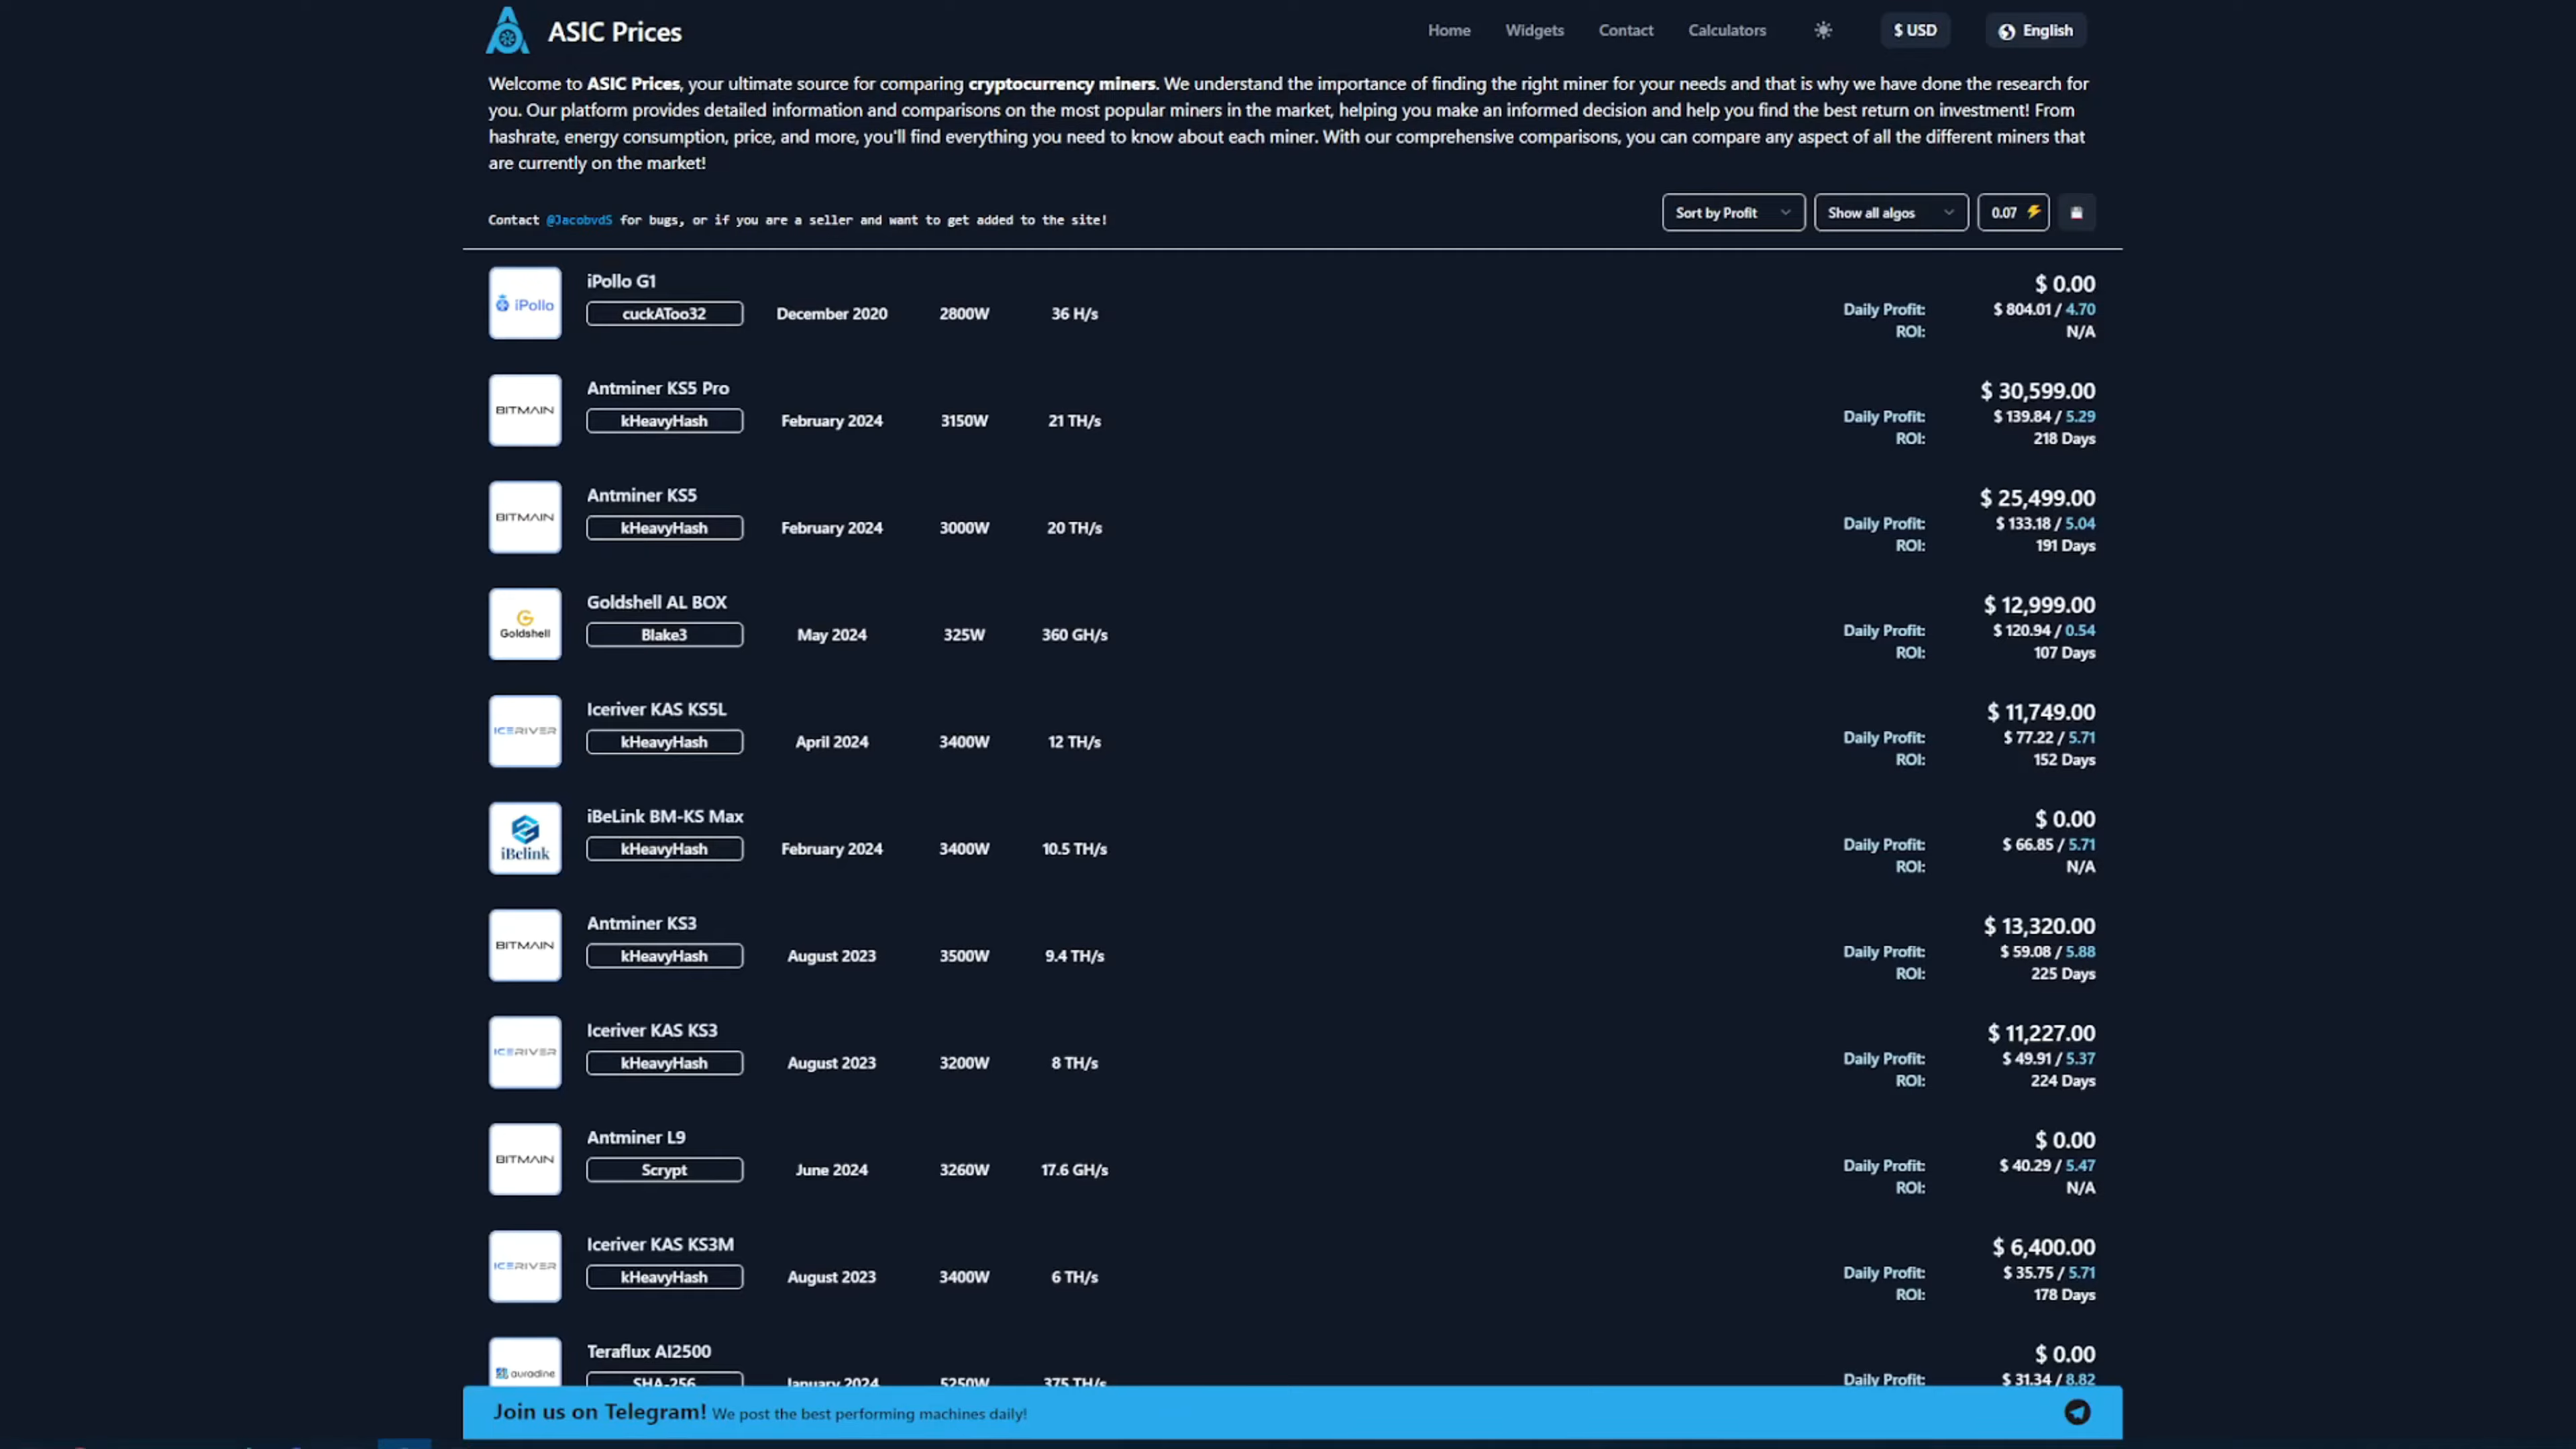 ASIC Prices
Home Widgets Contact Calculators $ USD English
Welcome to ASIC Prices, your ultimate source for comparing cryptocurrency miners. We understand the importance of finding the right miner for your needs and that is why we have done the research for
you. Our platform provides detailed information and comparisons on the most popular miners in the market, helping you make an informed decision and help you find the best return on investment! From
hashrate, energy consumption, price, and more, you'll find everything you need to know about each miner. With our comprehensive comparisons, you can compare any aspect of all the different miners that
are currently on the market!
Contact @JacobvdS for bugs, or if you are a seller and want to get added to the site!
Sort by Profit Show all algos 0.07
iPollo
iPollo G1
cuckAToo32 December 2020 2800W 36 H/s
$ 0.00
Daily Profit: $ 804.01 / 4.70
ROI: N/A
BITMAIN
Antminer KS5 Pro
kHeavyHash February 2024 3150W 21 TH/s
$ 30,599.00
Daily Profit: $ 139.84 / 5.29
ROI: 218 Days
BITMAIN
Antminer KS5
kHeavyHash February 2024 3000W 20 TH/s
$ 25,499.00
Daily Profit: $ 133.18 / 5.04
ROI: 191 Days
Goldshell
Goldshell AL BOX
Blake3 May 2024 325W 360 GH/s
$ 12,999.00
Daily Profit: $ 120.94 / 0.54
ROI: 107 Days
ICERIVER
Iceriver KAS KS5L
kHeavyHash April 2024 3400W 12 TH/s
$ 11,749.00
Daily Profit: $ 77.22 / 5.71
ROI: 152 Days
iBelink
iBeLink BM-KS Max
kHeavyHash February 2024 3400W 10.5 TH/s
$ 0.00
Daily Profit: $ 66.85 / 5.71
ROI: N/A
BITMAIN
Antminer KS3
kHeavyHash August 2023 3500W 9.4 TH/s
$ 13,320.00
Daily Profit: $ 59.08 / 5.88
ROI: 225 Days
ICERIVER
Iceriver KAS KS3
kHeavyHash August 2023 3200W 8 TH/s
$ 11,227.00
Daily Profit: $ 49.91 / 5.37
ROI: 224 Days
BITMAIN
Antminer L9
Scrypt June 2024 3260W 17.6 GH/s
$ 0.00
Daily Profit: $ 40.29 / 5.47
ROI: N/A
ICERIVER
Iceriver KAS KS3M
kHeavyHash August 2023 3400W 6 TH/s
$ 6,400.00
Daily Profit: $ 35.75 / 5.71
ROI: 178 Days
auradine
Teraflux AI2500
SHA-256 January 2024 5250W 375 TH/s
$ 0.00
Daily Profit: $ 31.34 / 8.82
Join us on Telegram! We post the best performing machines daily!